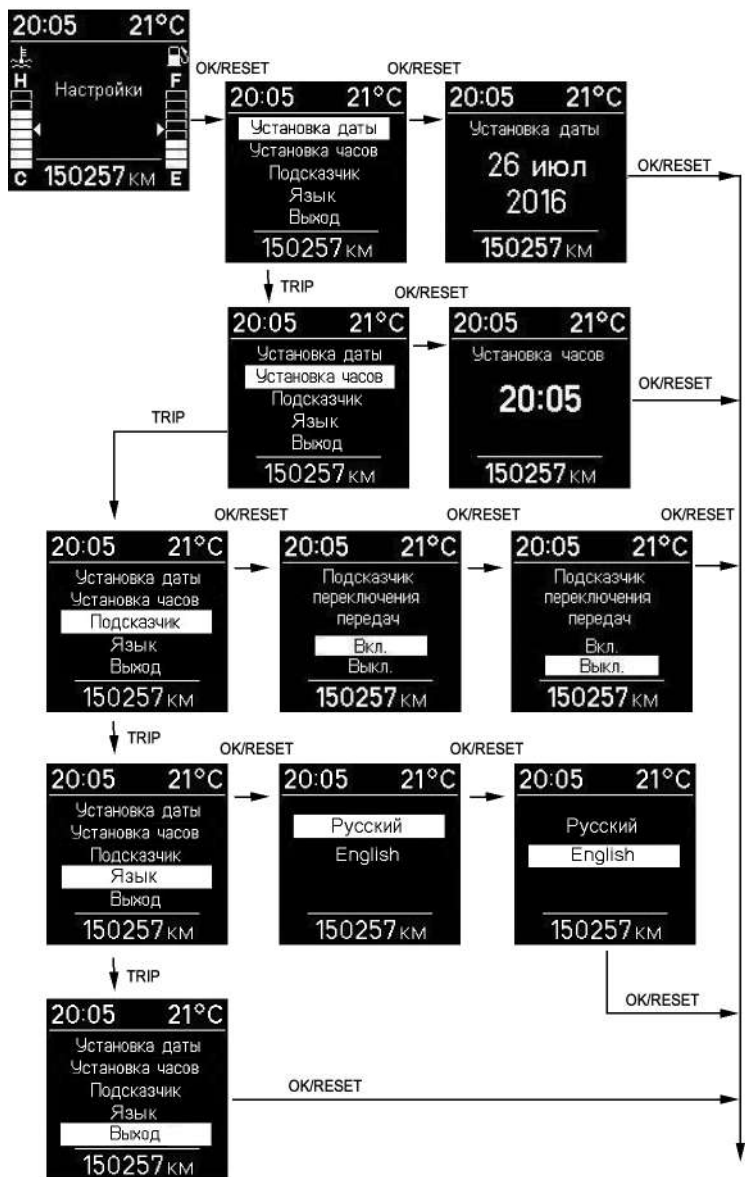 20:05 21°C
H F
Настройки
C 150257 км E
OK/RESET
20:05 21°C
Установка даты
Установка часов
Подсказчик
Язык
Выход
150257 км
OK/RESET
20:05 21°C
Установка даты
26 июл
2016
150257 км
OK/RESET
TRIP
20:05 21°C
Установка даты
Установка часов
Подсказчик
Язык
Выход
150257 км
OK/RESET
20:05 21°C
Установка часов
20:05
150257 км
OK/RESET
TRIP
20:05 21°C
Установка даты
Установка часов
Подсказчик
Язык
Выход
150257 км
OK/RESET
20:05 21°C
Подсказчик
переключения
передач
Вкл.
Выкл.
150257 км
OK/RESET
20:05 21°C
Подсказчик
переключения
передач
Вкл.
Выкл.
150257 км
OK/RESET
TRIP
20:05 21°C
Установка даты
Установка часов
Подсказчик
Язык
Выход
150257 км
OK/RESET
20:05 21°C
Русский
English
150257 км
OK/RESET
20:05 21°C
Русский
English
150257 км
OK/RESET
TRIP
20:05 21°C
Установка даты
Установка часов
Подсказчик
Язык
Выход
150257 км
OK/RESET